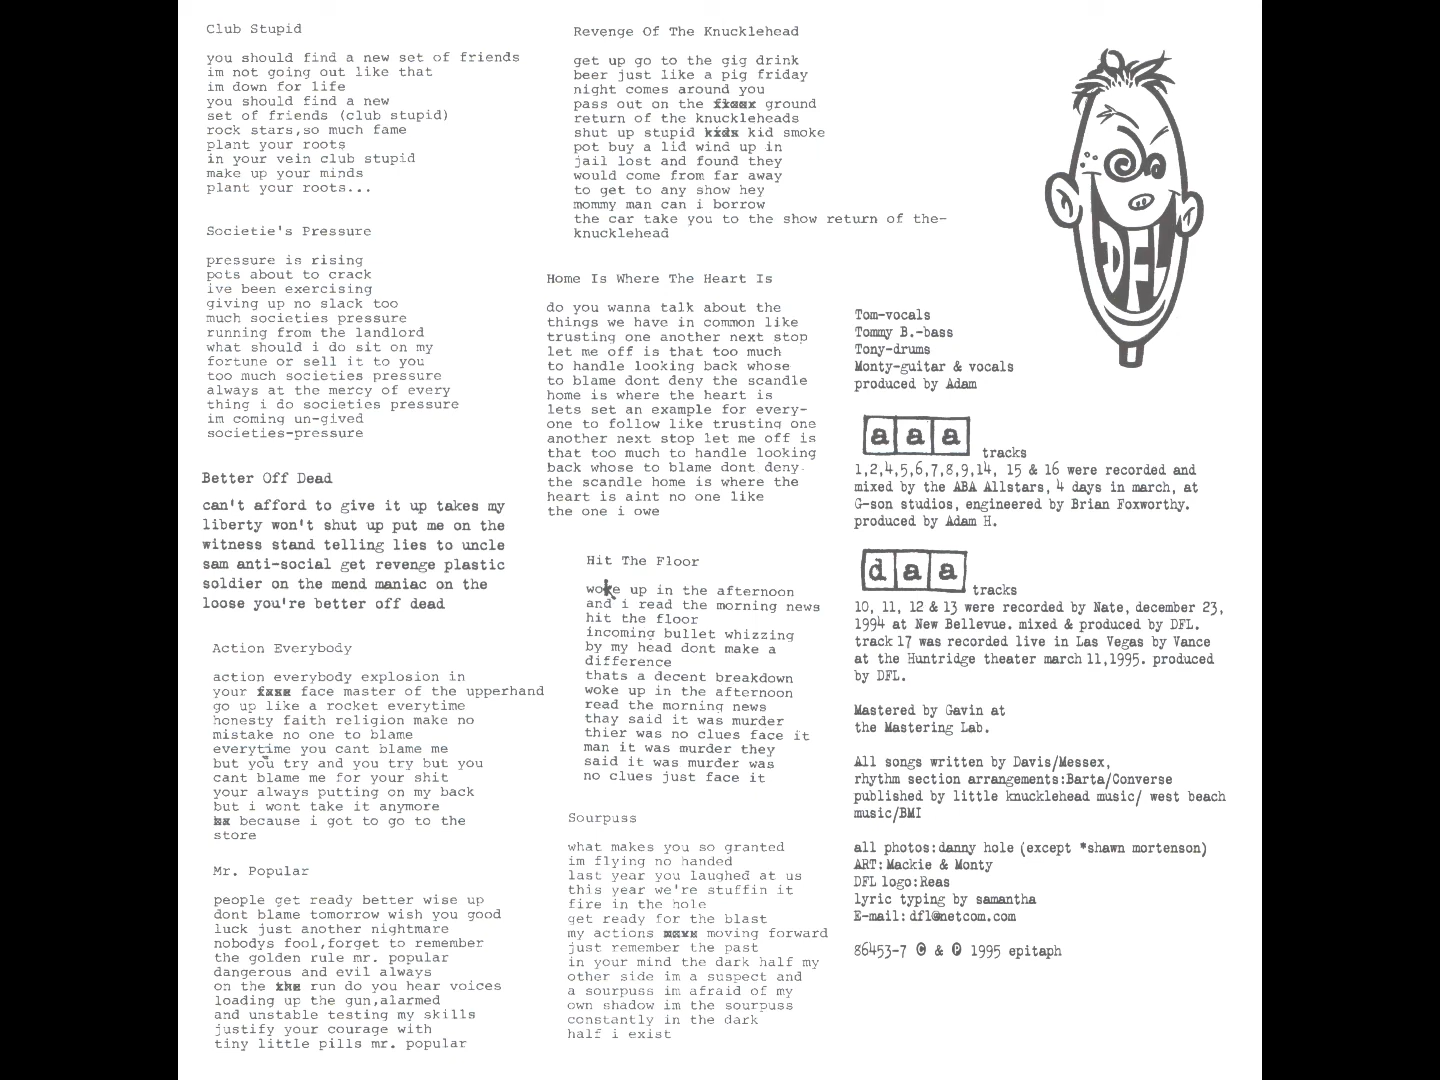 Club Stupid
you should find a new set of friends
im not going out like that
im down for life
you should find a new
set of friends (club stupid)
rock stars,so much fame
plant your roots
in your vein club stupid
make up your minds
plant your roots...
Societie's Pressure
pressure is rising
pots about to crack
ive been exercising
giving up no slack too
much societies pressure
running from the landlord
what should i do sit on my
fortune or sell it to you
too much societies pressure
always at the mercy of every
thing i do societies pressure
im coming un-gived
societies-pressure
Better Off Dead
can't afford to give it up takes my
liberty won't shut up put me on the
witness stand telling lies to uncle
sam anti-social get revenge plastic
soldier on the mend maniac on the
loose you're better off dead
Action Everybody
action everybody explosion in
your face master of the upperhand
go up like a rocket everytime
honesty faith religion make no
mistake no one to blame
everytime you cant blame me
but you try and you try but you
cant blame me for your shit
your always putting on my back
but i wont take it anymore
because i got to go to the
store
Mr. Popular
people get ready better wise up
dont blame tomorrow wish you good
luck just another nightmare
nobodys fool,forget to remember
the golden rule mr. popular
dangerous and evil always
on the run do you hear voices
loading up the gun,alarmed
and unstable testing my skills
justify your courage with
tiny little pills mr. popular
Revenge Of The Knucklehead
get up go to the gig drink
beer just like a pig friday
night comes around you
pass out on the ground
return of the knuckleheads
shut up stupid kid smoke
pot buy a lid wind up in
jail lost and found they
would come from far away
to get to any show hey
mommy man can i borrow
the car take you to the show return of the-
knucklehead
Home Is Where The Heart Is
do you wanna talk about the
things we have in common like
trusting one another next stop
let me off is that too much
to handle looking back whose
to blame dont deny the scandle
home is where the heart is
lets set an example for every-
one to follow like trusting one
another next stop let me off is
that too much to handle looking
back whose to blame dont deny-
the scandle home is where the
heart is aint no one like
the one i owe
Hit The Floor
woke up in the afternoon
and i read the morning news
hit the floor
incoming bullet whizzing
by my head dont make a
difference
thats a decent breakdown
woke up in the afternoon
read the morning news
thay said it was murder
thier was no clues face it
man it was murder they
said it was murder was
no clues just face it
Sourpuss
what makes you so granted
im flying no handed
last year you laughed at us
this year we're stuffin it
fire in the hole
get ready for the blast
my actions moving forward
just remember the past
in your mind the dark half my
other side im a suspect and
a sourpuss im afraid of my
own shadow im the sourpuss
constantly in the dark
half i exist
DFL
Tom-vocals
Tommy B.-bass
Tony-drums
Monty-guitar & vocals
produced by Adam
aaa tracks
1,2,4,5,6,7,8,9,14, 15 & 16 were recorded and
mixed by the ABA Allstars, 4 days in march, at
G-son studios, engineered by Brian Foxworthy.
produced by Adam H.
daa tracks
10, 11, 12 & 13 were recorded by Nate, december 23,
1994 at New Bellevue. mixed & produced by DFL.
track 17 was recorded live in Las Vegas by Vance
at the Huntridge theater march 11,1995. produced
by DFL.
Mastered by Gavin at
the Mastering Lab.
All songs written by Davis/Messex,
rhythm section arrangements:Barta/Converse
published by little knucklehead music/ west beach
music/BMI
all photos:danny hole (except *shawn mortenson)
ART:Mackie & Monty
DFL logo:Reas
lyric typing by samantha
E-mail:dfl@netcom.com
86453-7 © & ℗ 1995 epitaph